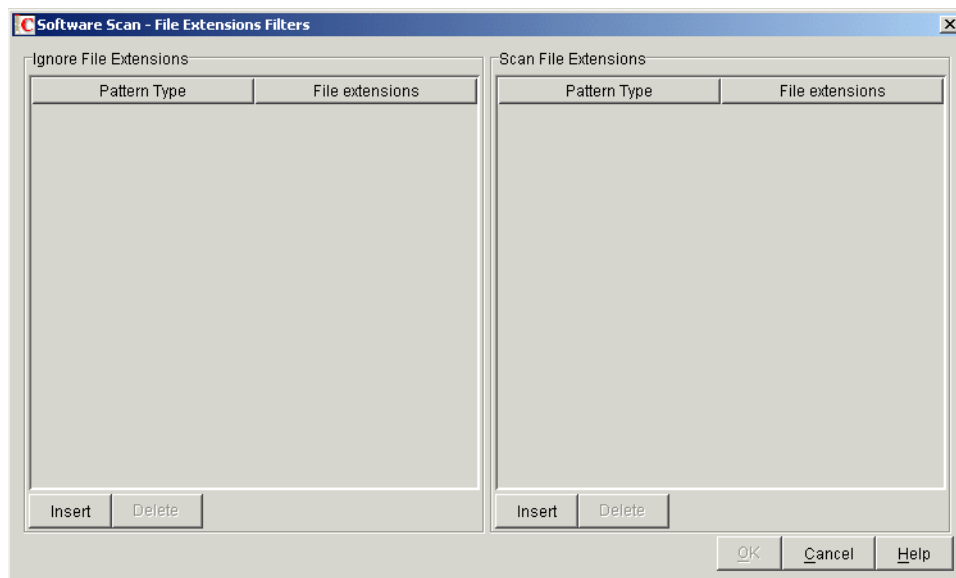 Software Scan - File Extensions Filters
Ignore File Extensions
Pattern Type File extensions
Insert Delete
Scan File Extensions
Pattern Type File extensions
Insert Delete
OK Cancel Help